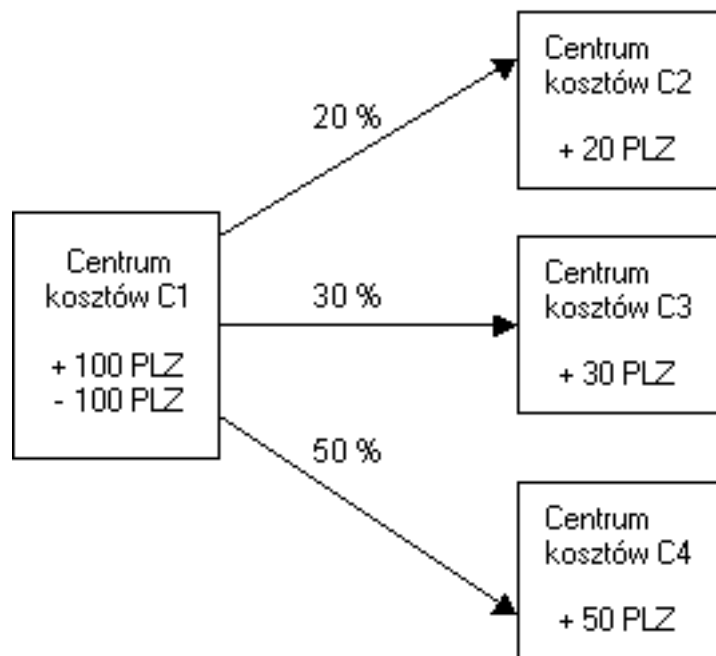 Centrum
kosztów C1
+ 100 PLZ
- 100 PLZ
20 %
30 %
50 %
Centrum
kosztów C2
+ 20 PLZ
Centrum
kosztów C3
+ 30 PLZ
Centrum
kosztów C4
+ 50 PLZ